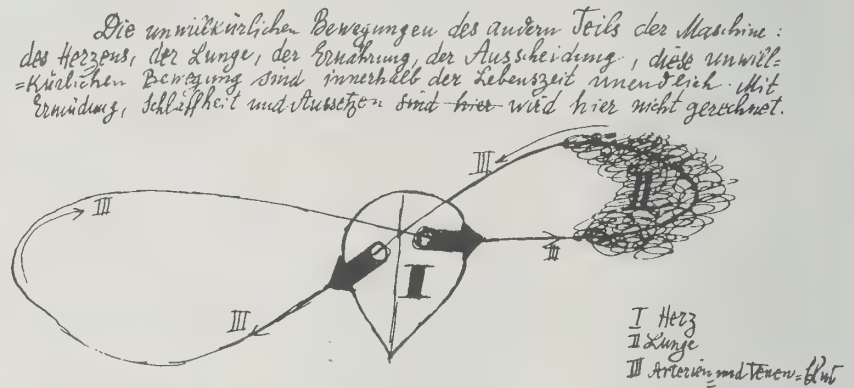 Die unwillkürlichen Bewegungen des andern Teils der Maschine:
des Herzens, der Lunge, der Ernährung, der Ausscheidung, diese unwill=
=kürlichen Bewegung sind innerhalb der Lebenszeit unendlich. Mit
Ermüdung, Schlaffheit und Aussetzen sind hier wird hier nicht gerechnet.
III
II
III
III
I
III
I Herz
II Lunge
III Arterien und Venen=blut